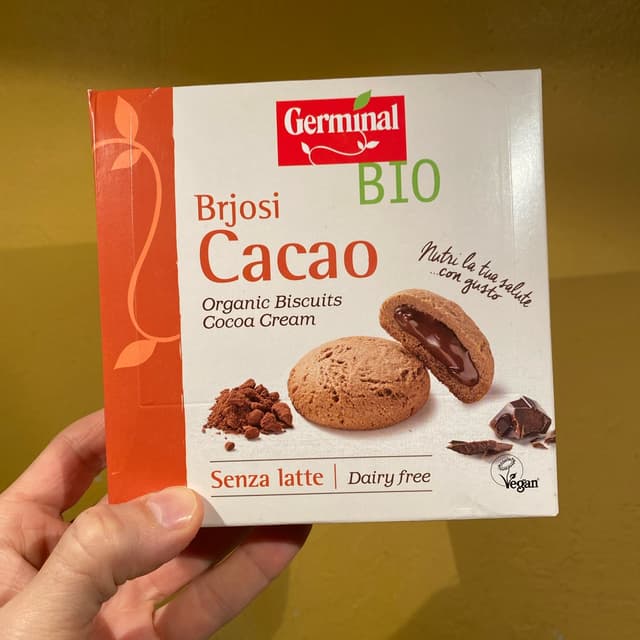 Germinal
BIO
Brjosi
Cacao
Organic Biscuits
Cocoa Cream
Nutri la tua salute
...con gusto
Senza latte | Dairy free
Vegan